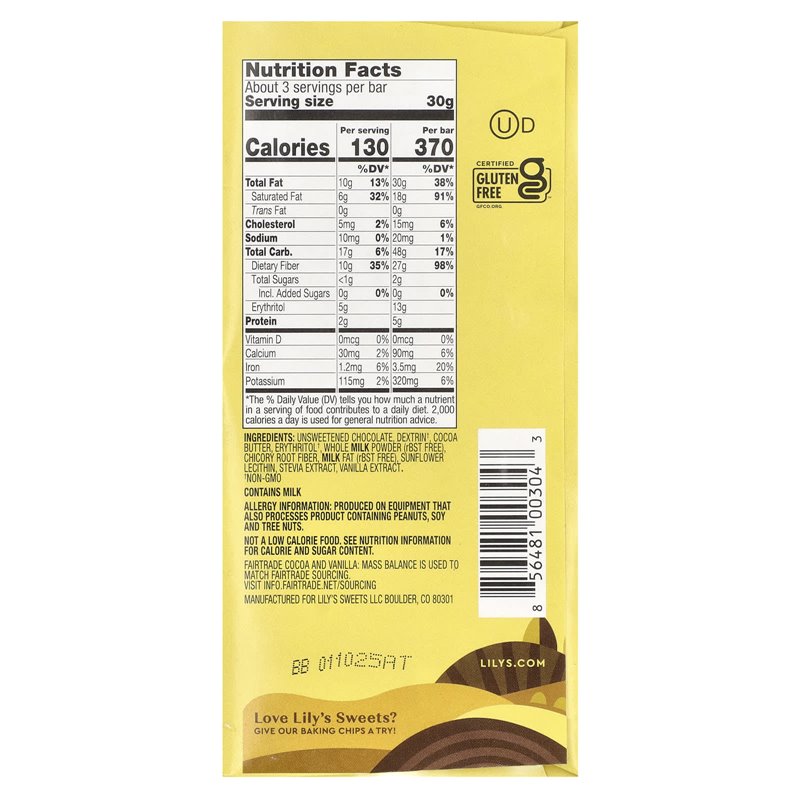 Nutrition Facts
About 3 servings per bar
Serving size 30g
Per serving Per bar
Calories 130 370
%DV* %DV*
Total Fat 10g 13% 30g 38%
Saturated Fat 6g 32% 18g 91%
Trans Fat 0g 0g
Cholesterol 5mg 2% 15mg 6%
Sodium 10mg 0% 20mg 1%
Total Carb. 17g 6% 48g 17%
Dietary Fiber 10g 35% 27g 98%
Total Sugars <1g 2g
Incl. Added Sugars 0g 0% 0g 0%
Erythritol 5g 13g
Protein 2g 5g
Vitamin D 0mcg 0% 0mcg 0%
Calcium 30mg 2% 90mg 6%
Iron 1.2mg 6% 3.5mg 20%
Potassium 115mg 2% 320mg 6%
*The % Daily Value (DV) tells you how much a nutrient
in a serving of food contributes to a daily diet. 2,000
calories a day is used for general nutrition advice.
INGREDIENTS: UNSWEETENED CHOCOLATE, DEXTRIN†, COCOA
BUTTER, ERYTHRITOL†, WHOLE MILK POWDER (rBST FREE),
CHICORY ROOT FIBER, MILK FAT (rBST FREE), SUNFLOWER
LECITHIN, STEVIA EXTRACT, VANILLA EXTRACT.
†NON-GMO
CONTAINS MILK
ALLERGY INFORMATION: PRODUCED ON EQUIPMENT THAT
ALSO PROCESSES PRODUCT CONTAINING PEANUTS, SOY
AND TREE NUTS.
NOT A LOW CALORIE FOOD. SEE NUTRITION INFORMATION
FOR CALORIE AND SUGAR CONTENT.
FAIRTRADE COCOA AND VANILLA: MASS BALANCE IS USED TO
MATCH FAIRTRADE SOURCING.
VISIT INFO.FAIRTRADE.NET/SOURCING
MANUFACTURED FOR LILY'S SWEETS LLC BOULDER, CO 80301
U D
CERTIFIED
GLUTEN
FREE
GFCO.ORG
8 56481 00304 3
BB 011025AT
LILYS.COM
Love Lily's Sweets?
GIVE OUR BAKING CHIPS A TRY!